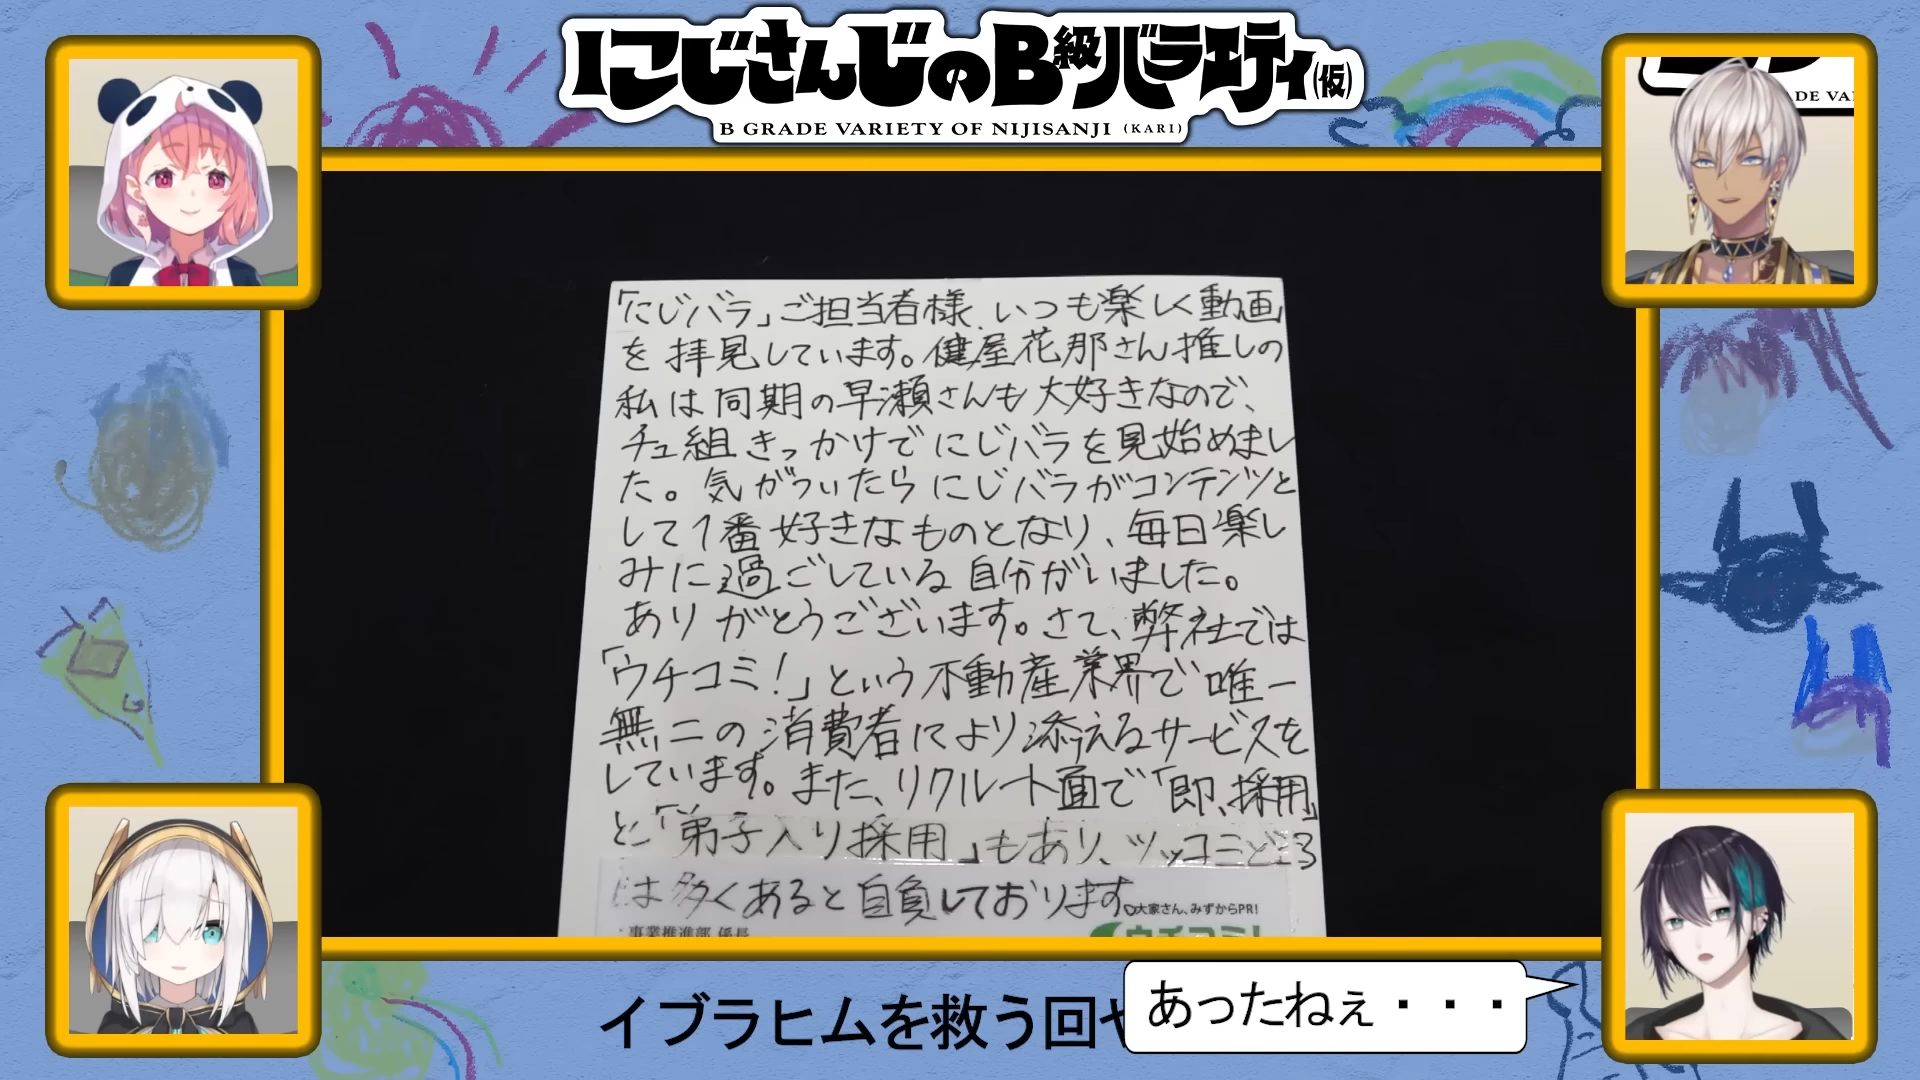 にじさんじのB級バラエティ(仮)
B GRADE VARIETY OF NIJISANJI (KARI)
DE VA
「にじバラ」ご担当者様、いつも楽しく動画
を拝見しています。健屋花那さん推しの
私は同期の早瀬さんも大好きなので、
チュ組きっかけでにじバラを見始めまし
た。気がついたらにじバラがコンテンツと
して1番好きなものとなり、毎日楽し
みに過ごしている自分がいました。
ありがとうございます。さて、弊社では
「ウチコミ!」という不動産業界で唯一
無二の消費者により添えるサービスを
しています。また、リクルート面で「即、採用」
と「弟子入り採用」もあり、ツッコミどころ
は多くあると自負しております。
大家さん、みずからPR!
事業推進部 係長
ウチコミ!
イブラヒムを救う回や
あったねぇ・・・